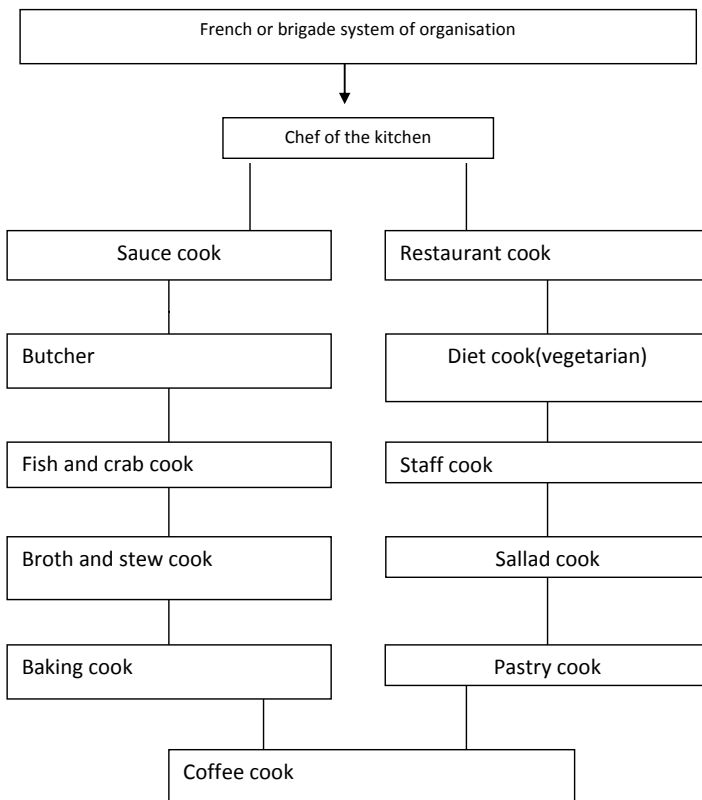 French or brigade system of organisation
Chef of the kitchen
Sauce cook
Restaurant cook
Butcher
Diet cook(vegetarian)
Fish and crab cook
Staff cook
Broth and stew cook
Sallad cook
Baking cook
Pastry cook
Coffee cook